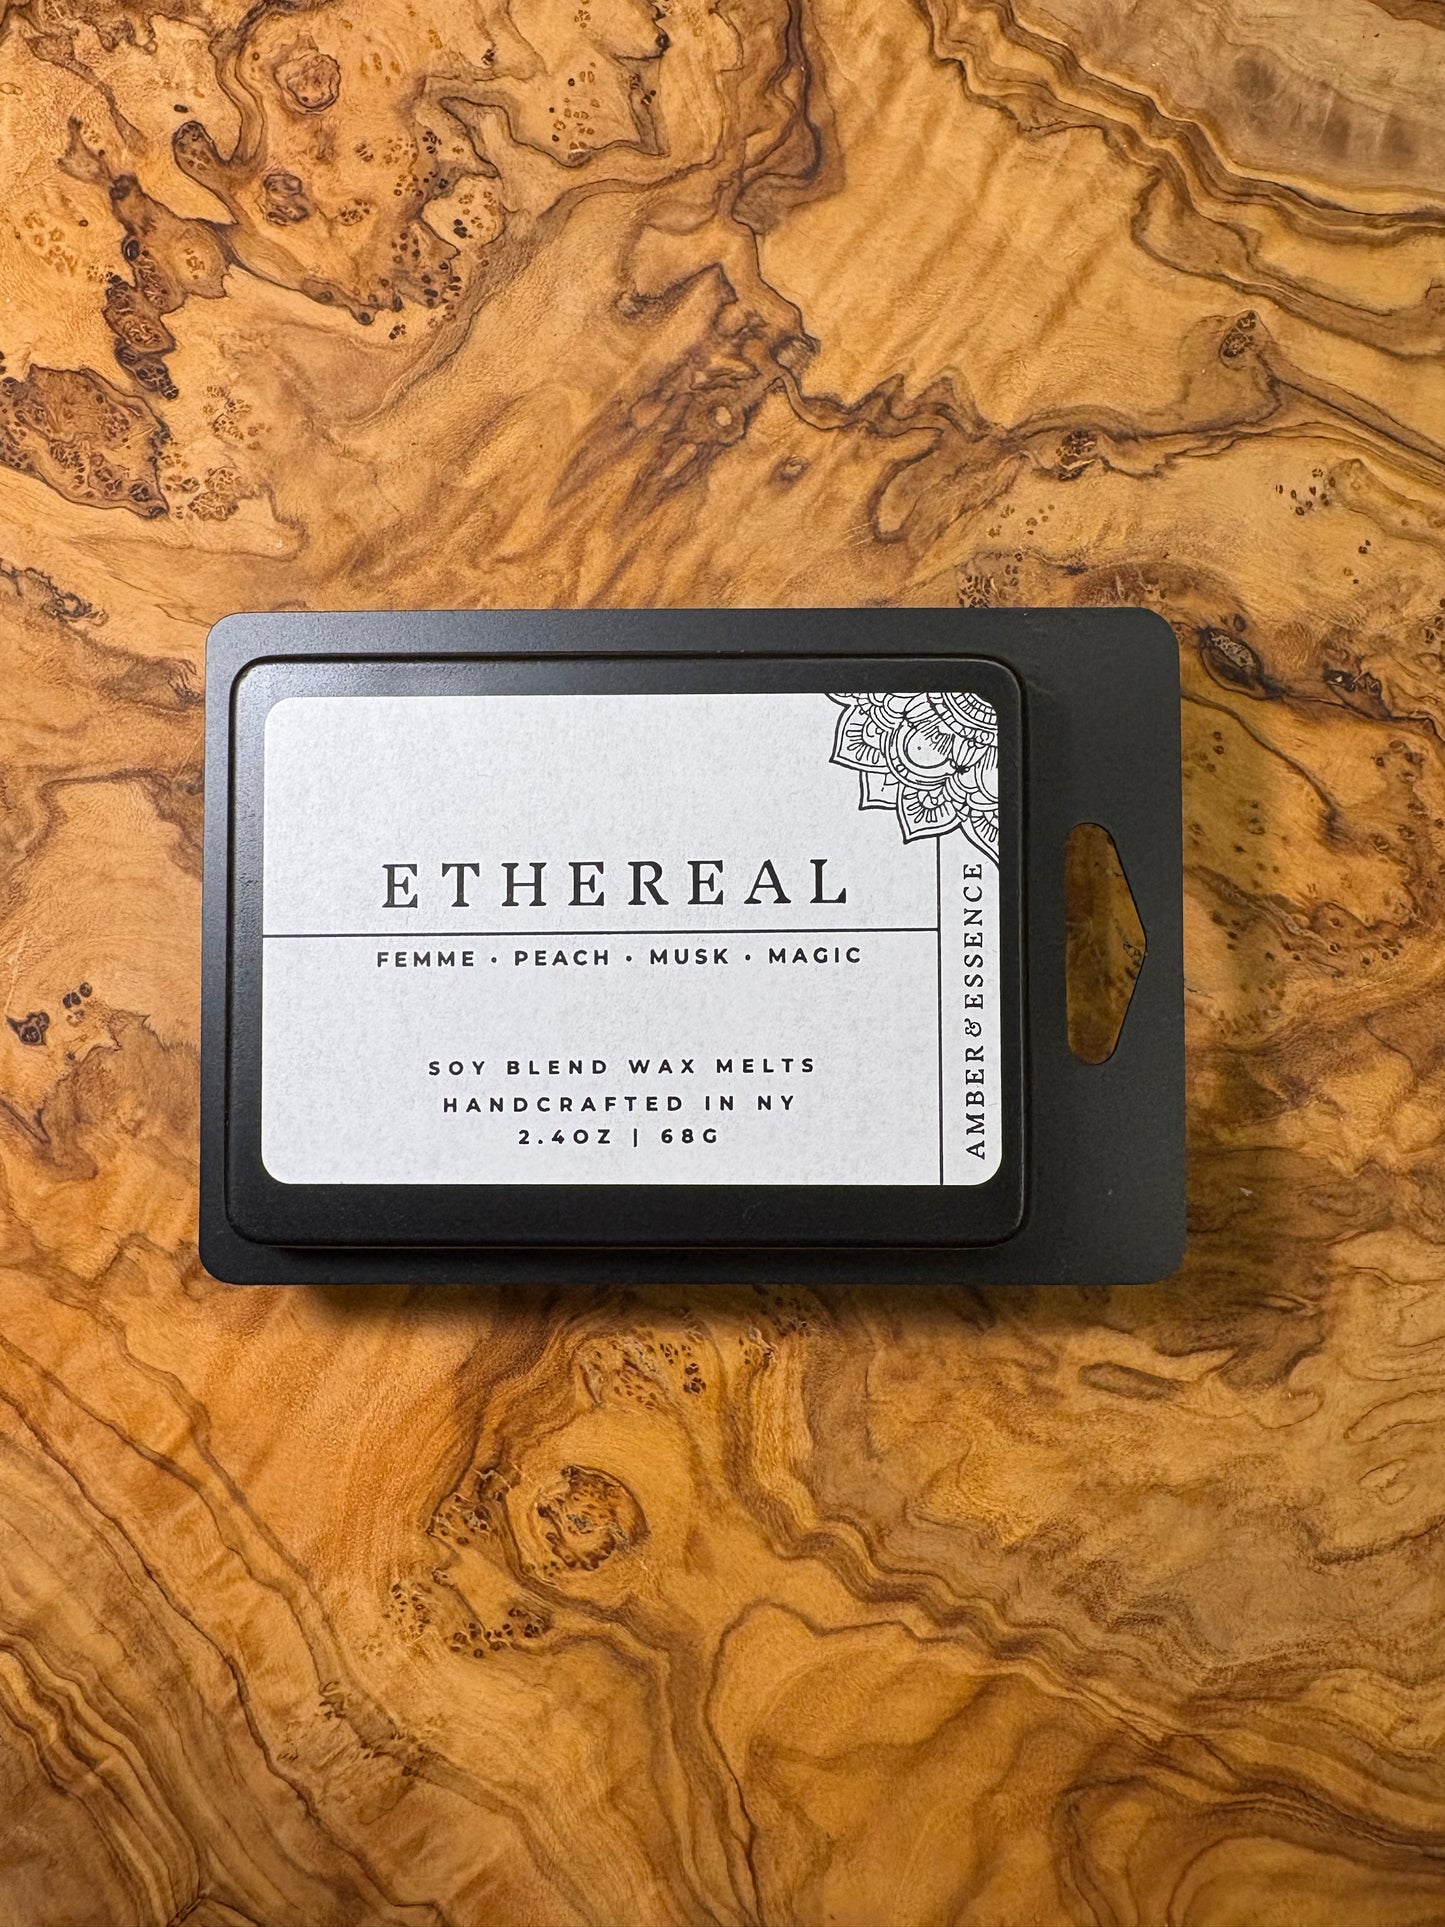 ETHEREAL
FEMME • PEACH • MUSK • MAGIC
SOY BLEND WAX MELTS
HANDCRAFTED IN NY
2.4OZ | 68G
AMBER & ESSENCE